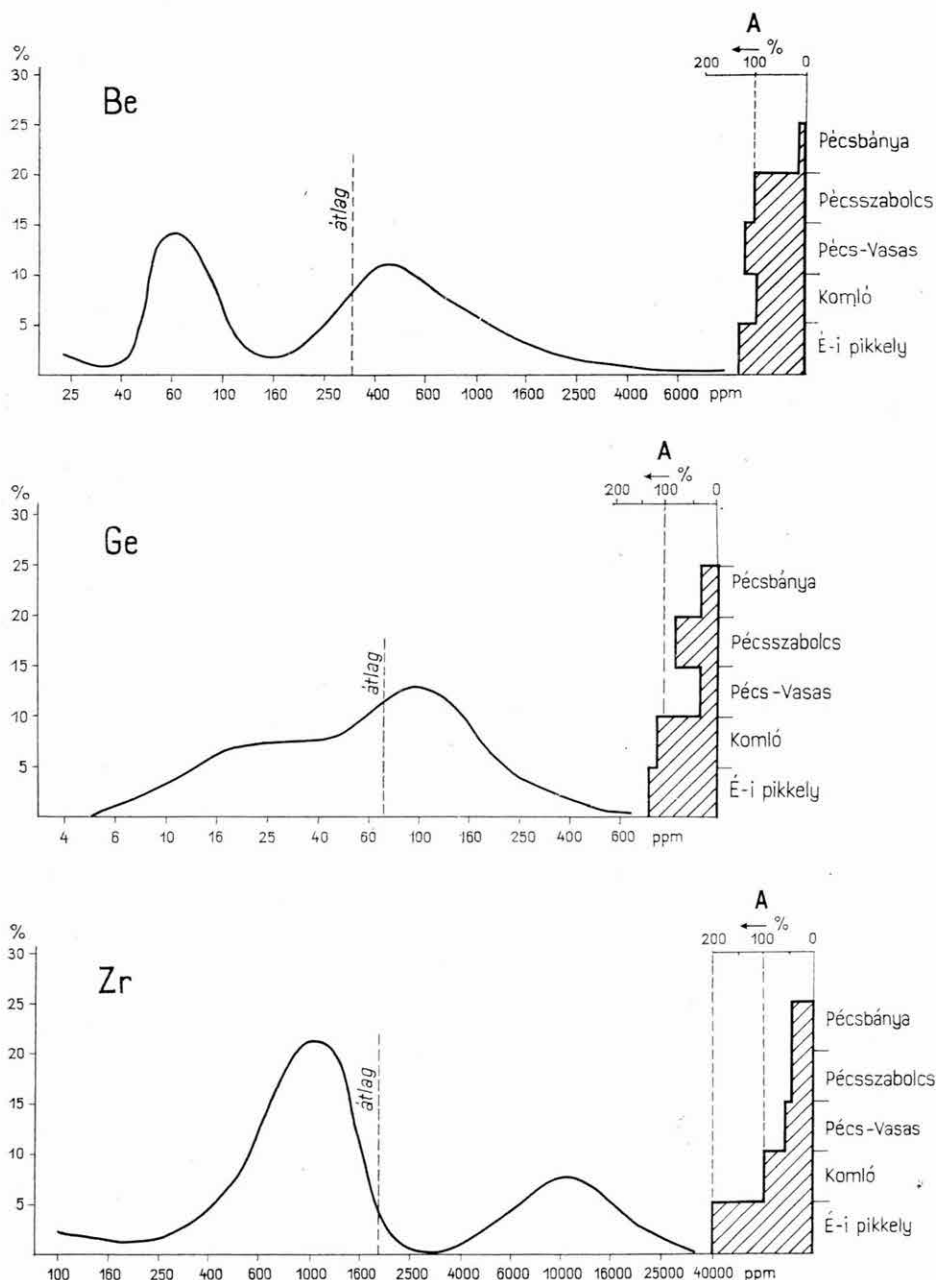 A
← %
200 100 0
%
30
Be
25
Pécsbánya
átlag
20
Pécsszabolcs
15
Pécs-Vasas
10
Komló
5
É-i pikkely
25 40 60 100 160 250 400 1000 1600 2500 4000 6000 ppm
A
← %
200 100 0
%
30
Ge
25
Pécsbánya
20
Pécsszabolcs
átlag
15
Pécs-Vasas
10
Komló
5
É-i pikkely
4 6 10 16 25 40 60 100 160 250 400 600 ppm
A
← %
200 100 0
%
30
Zr
25
Pécsbánya
20
Pécsszabolcs
átlag
15
Pécs-Vasas
10
Komló
5
É-i pikkely
100 160 250 400 600 1000 1600 2500 4000 6000 10000 16000 25000 40000 ppm